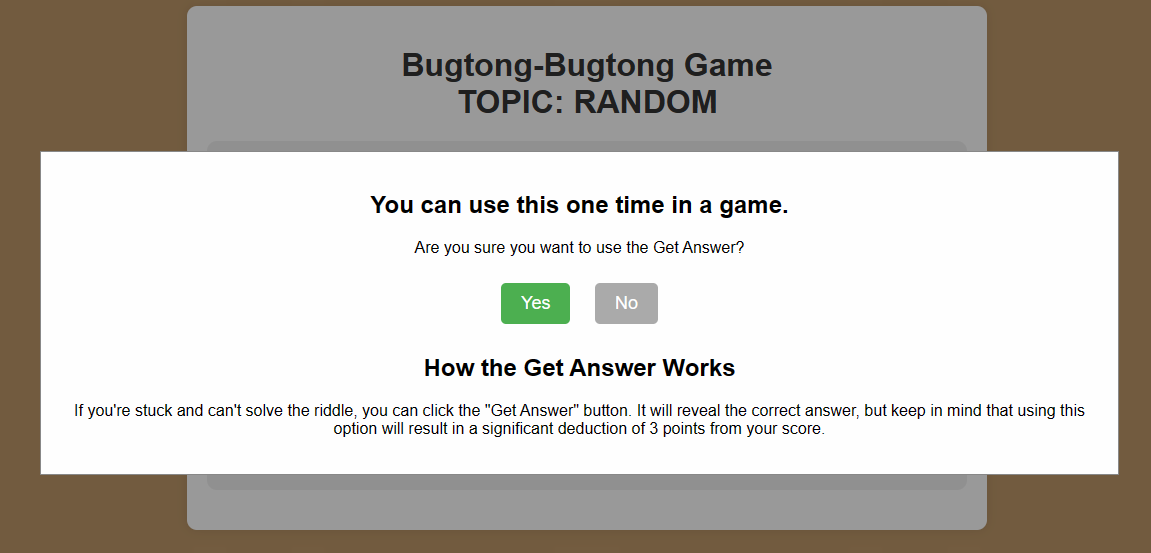 Bugtong-Bugtong Game
TOPIC: RANDOM
You can use this one time in a game.
Are you sure you want to use the Get Answer?
Yes No
How the Get Answer Works
If you're stuck and can't solve the riddle, you can click the "Get Answer" button. It will reveal the correct answer, but keep in mind that using this
option will result in a significant deduction of 3 points from your score.